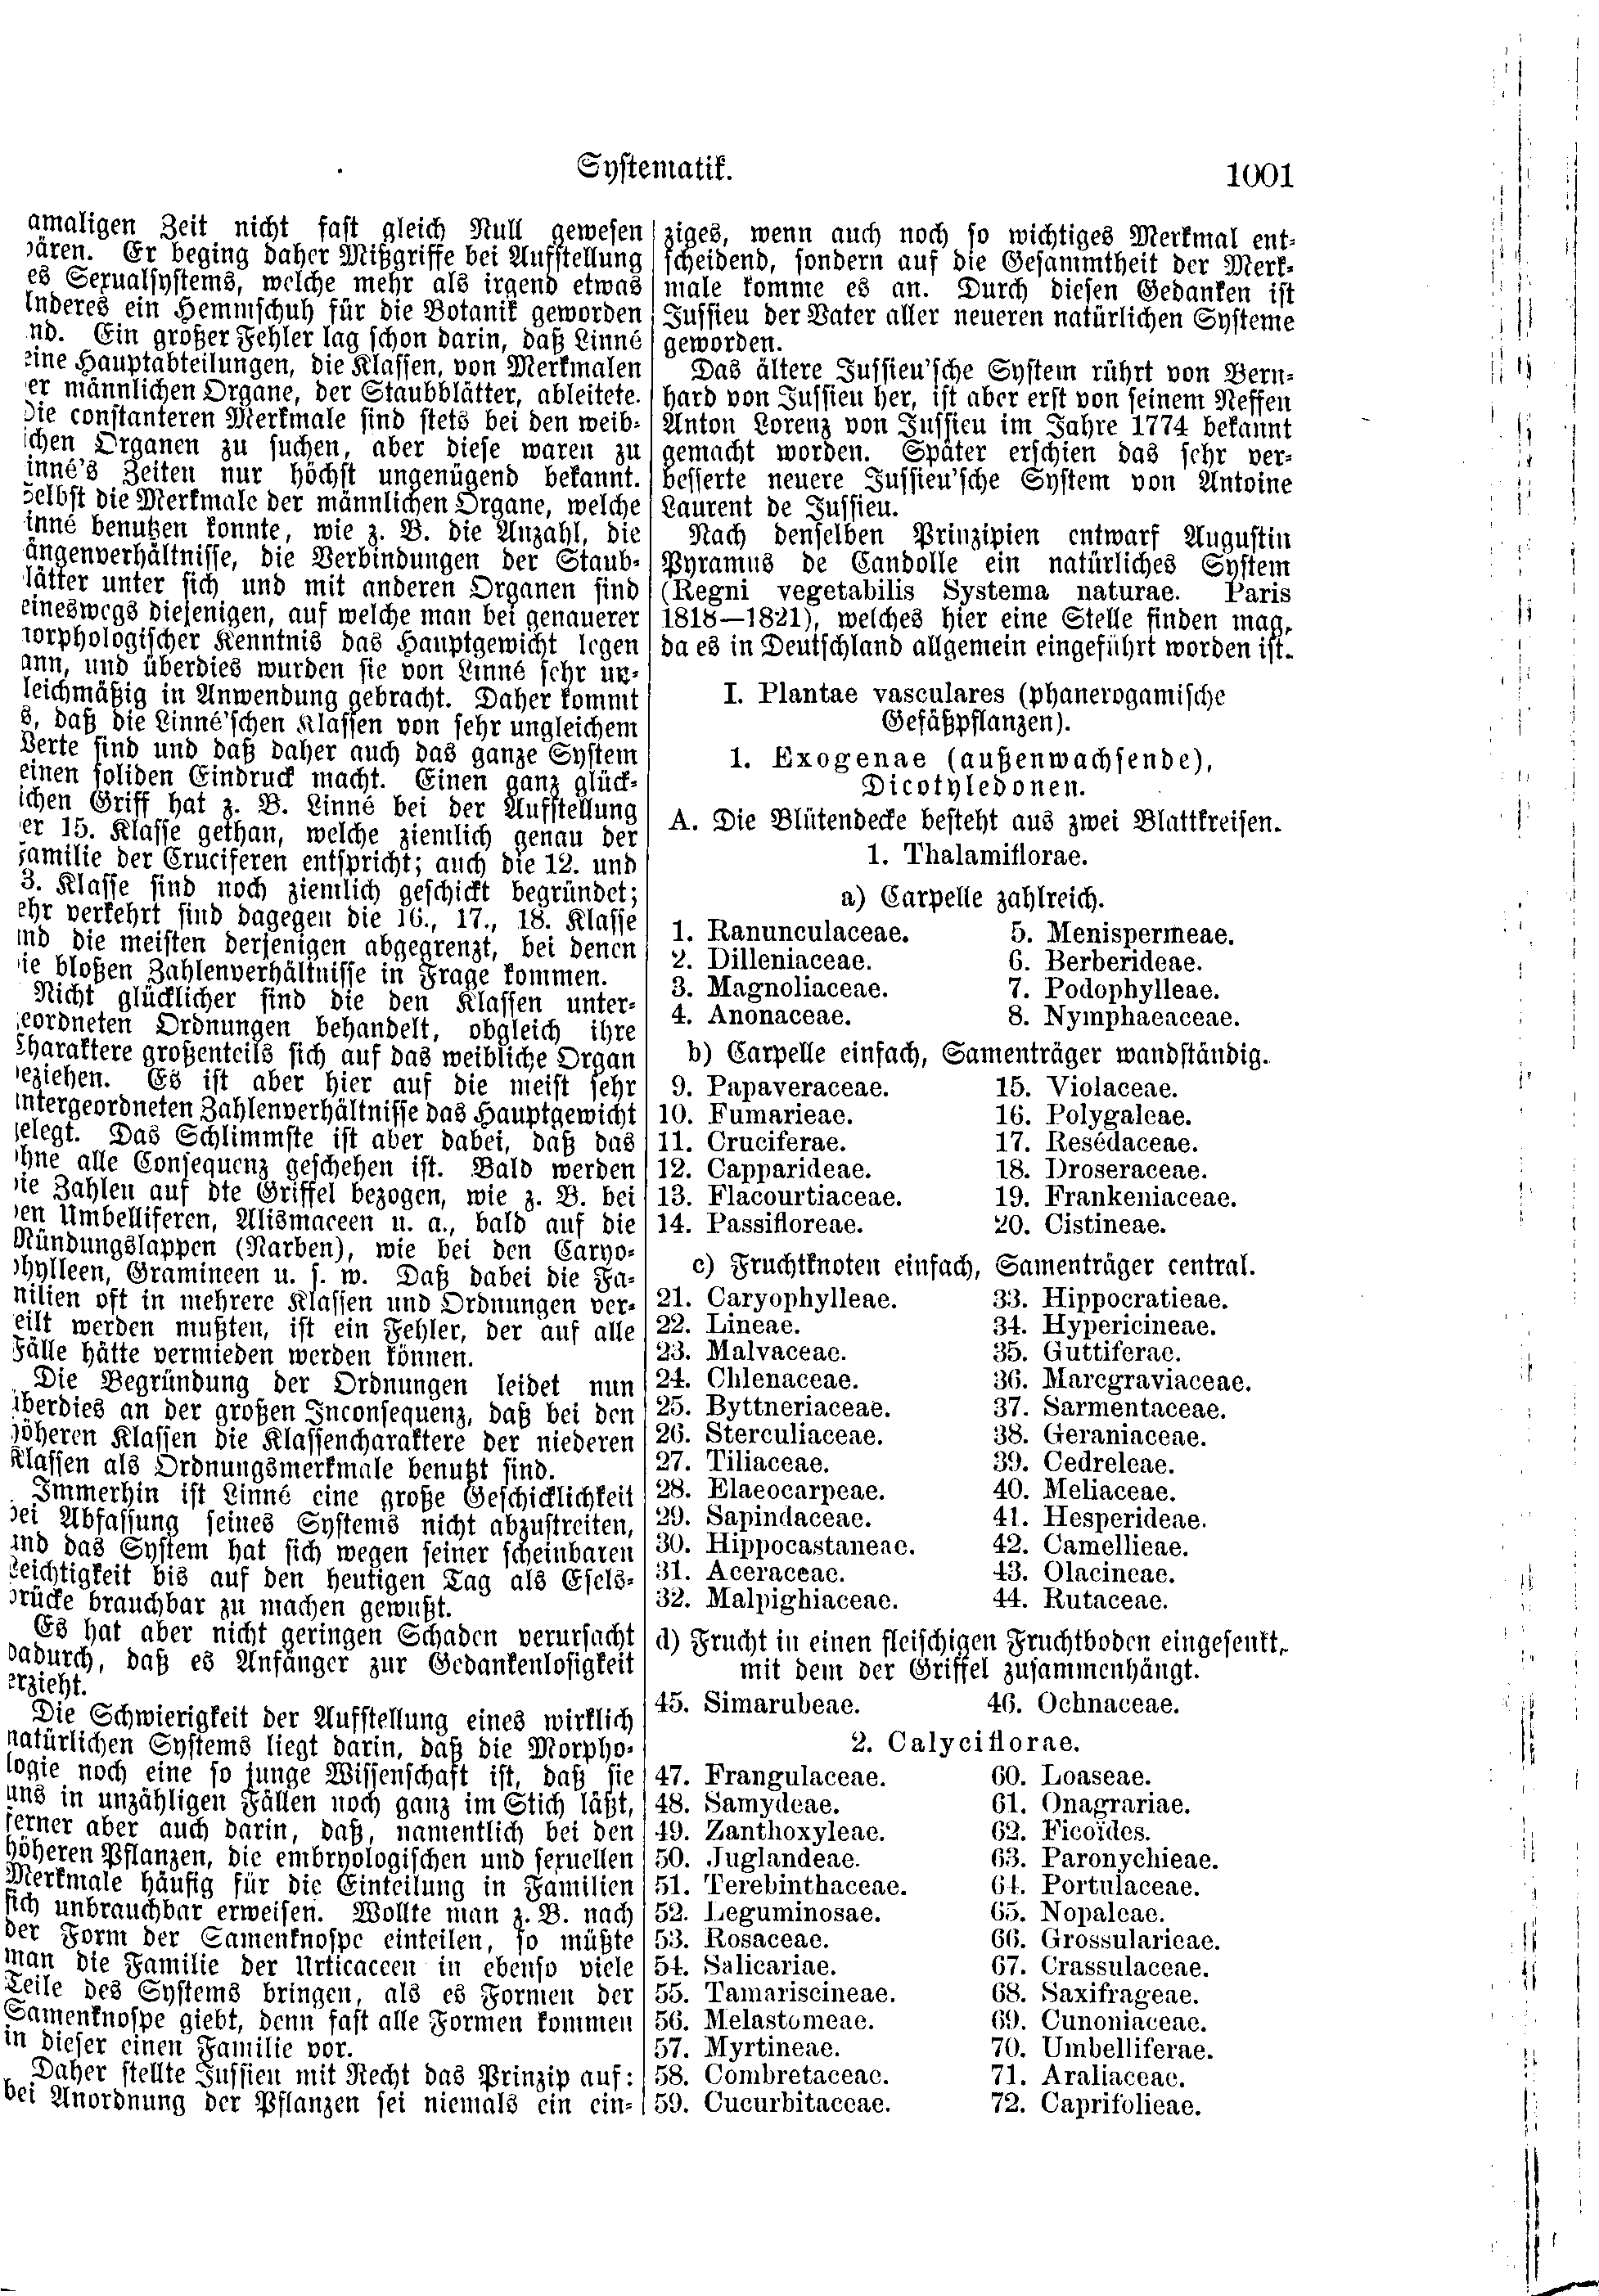 Systematik.
1001
amaligen Zeit nicht fast gleich Null gewesen
ären. Er beging daher Mißgriffe bei Aufstellung
es Sexualsystems, welche mehr als irgend etwas
nderes ein Hemmschuh für die Botanik geworden
nd. Ein großer Fehler lag schon darin, daß Linné
eine Hauptabteilungen, die Klassen, von Merkmalen
er männlichen Organe, der Staubblätter, ableitete.
Die constanteren Merkmale sind stets bei den weib-
ichen Organen zu suchen, aber diese waren zu
inné's Zeiten nur höchst ungenügend bekannt.
Selbst die Merkmale der männlichen Organe, welche
inné benutzen konnte, wie z. B. die Anzahl, die
ängenverhältnisse, die Verbindungen der Staub-
lätter unter sich und mit anderen Organen sind
eineswegs diejenigen, auf welche man bei genauerer
orphologischer Kenntnis das Hauptgewicht legen
ann, und überdies wurden sie von Linné sehr un-
leichmäßig in Anwendung gebracht. Daher kommt
s, daß die Linné'schen Klassen von sehr ungleichem
Werte sind und daß daher auch das ganze System
einen soliden Eindruck macht. Einen ganz glück-
ichen Griff hat z. B. Linné bei der Aufstellung
er 15. Klasse gethan, welche ziemlich genau der
Familie der Cruciferen entspricht; auch die 12. und
3. Klasse sind noch ziemlich geschickt begründet;
ehr verkehrt sind dagegen die 16., 17., 18. Klasse
und die meisten derjenigen abgegrenzt, bei denen
ie bloßen Zahlenverhältnisse in Frage kommen.
Nicht glücklicher sind die den Klassen unter-
eordneten Ordnungen behandelt, obgleich ihre
Charaktere großenteils sich auf das weibliche Organ
eziehen. Es ist aber hier auf die meist sehr
untergeordneten Zahlenverhältnisse das Hauptgewicht
gelegt. Das Schlimmste ist aber dabei, daß das
hne alle Consequenz geschehen ist. Bald werden
ie Zahlen auf dte Griffel bezogen, wie z. B. bei
en Umbelliferen, Alismaceen u. a., bald auf die
Mündungslappen (Narben), wie bei den Caryo-
hylleen, Gramineen u. s. w. Daß dabei die Fa-
milien oft in mehrere Klassen und Ordnungen ver-
eilt werden mußten, ist ein Fehler, der auf alle
Fälle hätte vermieden werden können.
Die Begründung der Ordnungen leidet nun
überdies an der großen Inconsequenz, daß bei den
höheren Klassen die Klassencharaktere der niederen
Klassen als Ordnungsmerkmale benutzt sind.
Immerhin ist Linné eine große Geschicklichkeit
bei Abfassung seines Systems nicht abzustreiten,
und das System hat sich wegen seiner scheinbaren
Leichtigkeit bis auf den heutigen Tag als Esels-
brücke brauchbar zu machen gewußt.
Es hat aber nicht geringen Schaden verursacht
dadurch, daß es Anfänger zur Gedankenlosigkeit
erzieht.
Die Schwierigkeit der Aufstellung eines wirklich
natürlichen Systems liegt darin, daß die Morpho-
logie noch eine so junge Wissenschaft ist, daß sie
uns in unzähligen Fällen noch ganz im Stich läßt,
ferner aber auch darin, daß, namentlich bei den
höheren Pflanzen, die embryologischen und sexuellen
Merkmale häufig für die Einteilung in Familien
sich unbrauchbar erweisen. Wollte man z. B. nach
der Form der Samenknospe einteilen, so müßte
man die Familie der Urticaceen in ebenso viele
Teile des Systems bringen, als es Formen der
Samenknospe giebt, denn fast alle Formen kommen
in dieser einen Familie vor.
Daher stellte Jussieu mit Recht das Prinzip auf:
bei Anordnung der Pflanzen sei niemals ein ein-
ziges, wenn auch noch so wichtiges Merkmal ent-
scheidend, sondern auf die Gesammtheit der Merk-
male komme es an. Durch diesen Gedanken ist
Jussieu der Vater aller neueren natürlichen Systeme
geworden.
Das ältere Jussieu'sche System rührt von Bern-
hard von Jussieu her, ist aber erst von seinem Neffen
Anton Lorenz von Jussieu im Jahre 1774 bekannt
gemacht worden. Später erschien das sehr ver-
besserte neuere Jussieu'sche System von Antoine
Laurent de Jussieu.
Nach denselben Prinzipien entwarf Augustin
Pyramus de Candolle ein natürliches System
(Regni vegetabilis Systema naturae. Paris
1818—1821), welches hier eine Stelle finden mag,
da es in Deutschland allgemein eingeführt worden ist.
I. Plantae vasculares (phanerogamische
Gefäßpflanzen).
1. Exogenae (außenwachsende),
Dicotyledonen.
A. Die Blütendecke besteht aus zwei Blattkreisen.
1. Thalamiflorae.
a) Carpelle zahlreich.
1. Ranunculaceae.
2. Dilleniaceae.
3. Magnoliaceae.
4. Anonaceae.
5. Menispermeae.
6. Berberideae.
7. Podophylleae.
8. Nymphaeaceae.
b) Carpelle einfach, Samenträger wandständig.
9. Papaveraceae.
10. Fumarieae.
11. Cruciferae.
12. Capparideae.
13. Flacourtiaceae.
14. Passifloreae.
15. Violaceae.
16. Polygaleae.
17. Resédaceae.
18. Droseraceae.
19. Frankeniaceae.
20. Cistineae.
c) Fruchtknoten einfach, Samenträger central.
21. Caryophylleae.
22. Lineae.
23. Malvaceae.
24. Chlenaceae.
25. Byttneriaceae.
26. Sterculiaceae.
27. Tiliaceae.
28. Elaeocarpeae.
29. Sapindaceae.
30. Hippocastaneae.
31. Aceraceae.
32. Malpighiaceae.
33. Hippocratieae.
34. Hypericineae.
35. Guttiferae.
36. Marcgraviaceae.
37. Sarmentaceae.
38. Geraniaceae.
39. Cedreleae.
40. Meliaceae.
41. Hesperideae.
42. Camellieae.
43. Olacineae.
44. Rutaceae.
d) Frucht in einen fleischigen Fruchtboden eingesenkt,
mit dem der Griffel zusammenhängt.
45. Simarubeae.
46. Ochnaceae.
2. Calyciflorae.
47. Frangulaceae.
48. Samydeae.
49. Zanthoxyleae.
50. Juglandeae.
51. Terebinthaceae.
52. Leguminosae.
53. Rosaceae.
54. Salicariae.
55. Tamariscineae.
56. Melastomeae.
57. Myrtineae.
58. Combretaceae.
59. Cucurbitaceae.
60. Loaseae.
61. Onagrariae.
62. Ficoïdes.
63. Paronychieae.
64. Portulaceae.
65. Nopaleae.
66. Grossularieae.
67. Crassulaceae.
68. Saxifrageae.
69. Cunoniaceae.
70. Umbelliferae.
71. Araliaceae.
72. Caprifolieae.